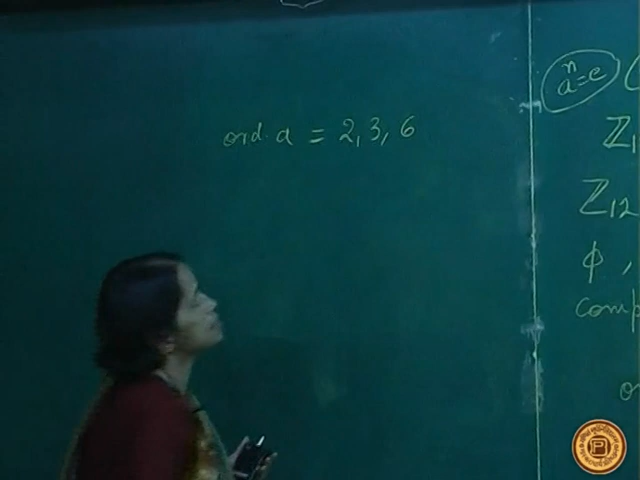 ord. a = 2, 3, 6
aⁿ = e
Z₁
Z₁₂
φ ,
comp
o